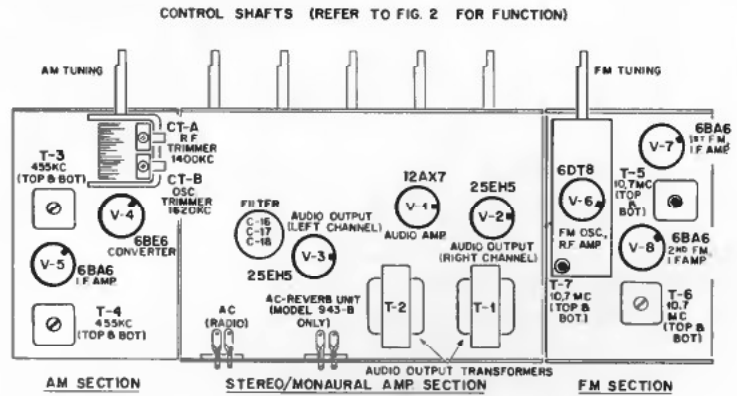 CONTROL SHAFTS (REFER TO FIG. 2 FOR FUNCTION)
AM TUNING
FM TUNING
T-3
455KC
(TOP & BOT)
CT-A
RF
TRIMMER
1400KC
CT-B
OSC
TRIMMER
1620KC
V-4
6BE6
CONVERTER
V-5
6BA6
I.F. AMP.
T-4
455KC
(TOP & BOT)
FILTER
C-16
C-17
C-18
AUDIO OUTPUT
(LEFT CHANNEL)
V-3
25EH5
12AX7
V-1
AUDIO AMP.
25EH5
V-2
AUDIO OUTPUT
(RIGHT CHANNEL)
AC
(RADIO)
AC-REVERB UNIT
(MODEL 943-B
ONLY)
T-2
T-1
AUDIO OUTPUT TRANSFORMERS
6DT8
V-6
FM OSC,
R.F AMP
V-7
6BA6
1ST FM
I.F AMP
T-5
10.7MC
(TOP
&
BOT)
V-8
6BA6
2ND FM,
I.F AMP
T-7
10.7 MC
(TOP &
BOT)
T-6
10.7
MC
(TOP &
BOT)
AM SECTION
STEREO/MONAURAL AMP. SECTION
FM SECTION